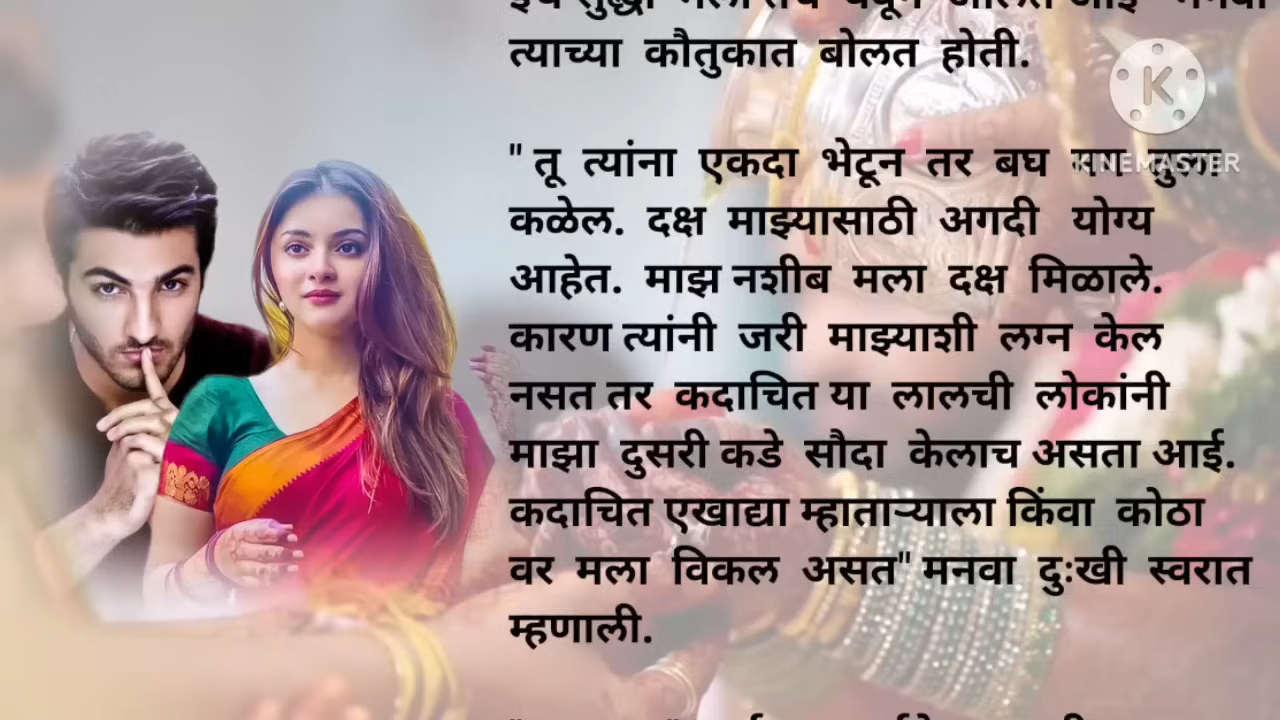 त्याच्या कौतुकात बोलत होती.
" तू त्यांना एकदा भेटून तर बघ मग तुला
कळेल. दक्ष माझ्यासाठी अगदी योग्य
आहेत. माझ नशीब मला दक्ष मिळाले.
कारण त्यांनी जरी माझ्याशी लग्न केल
नसत तर कदाचित या लालची लोकांनी
माझा दुसरी कडे सौदा केलाच असता आई.
कदाचित एखाद्या म्हाताऱ्याला किंवा कोठा
वर मला विकल असत" मनवा दुःखी स्वरात
म्हणाली.
K
KINEMASTER